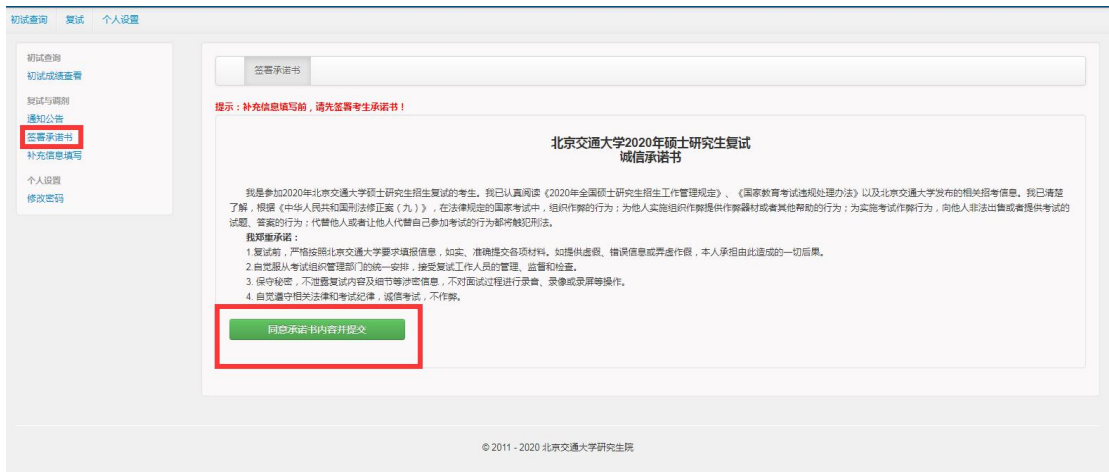 初试查询 复试 个人设置
初试查询
初试成绩查看
复试与调剂
通知公告
签署承诺书
补充信息填写
个人设置
修改密码
签署承诺书
提示：补充信息填写前，请先签署考生承诺书！
北京交通大学2020年硕士研究生复试
诚信承诺书
我是参加2020年北京交通大学硕士研究生招生复试的考生。我已认真阅读《2020年全国硕士研究生招生工作管理规定》、《国家教育考试违规处理办法》以及北京交通大学发布的相关招考信息。我已清楚
了解，根据《中华人民共和国刑法修正案（九）》，在法律规定的国家考试中，组织作弊的行为；为他人实施组织作弊提供作弊器材或者其他帮助的行为；为实施考试作弊行为，向他人非法出售或者提供考试的
试题、答案的行为；代替他人或者让他人代替自己参加考试的行为都将触犯刑法。
我郑重承诺：
1.复试前，严格按照北京交通大学要求填报信息，如实、准确提交各项材料。如提供虚假、错误信息或弄虚作假，本人承担由此造成的一切后果。
2.自觉服从考试组织管理部门的统一安排，接受复试工作人员的管理、监督和检查。
3. 保守秘密，不泄露复试内容及细节等涉密信息，不对面试过程进行录音、录像或录屏等操作。
4. 自觉遵守相关法律和考试纪律，诚信考试，不作弊。
同意承诺书内容并提交
© 2011 - 2020 北京交通大学研究生院